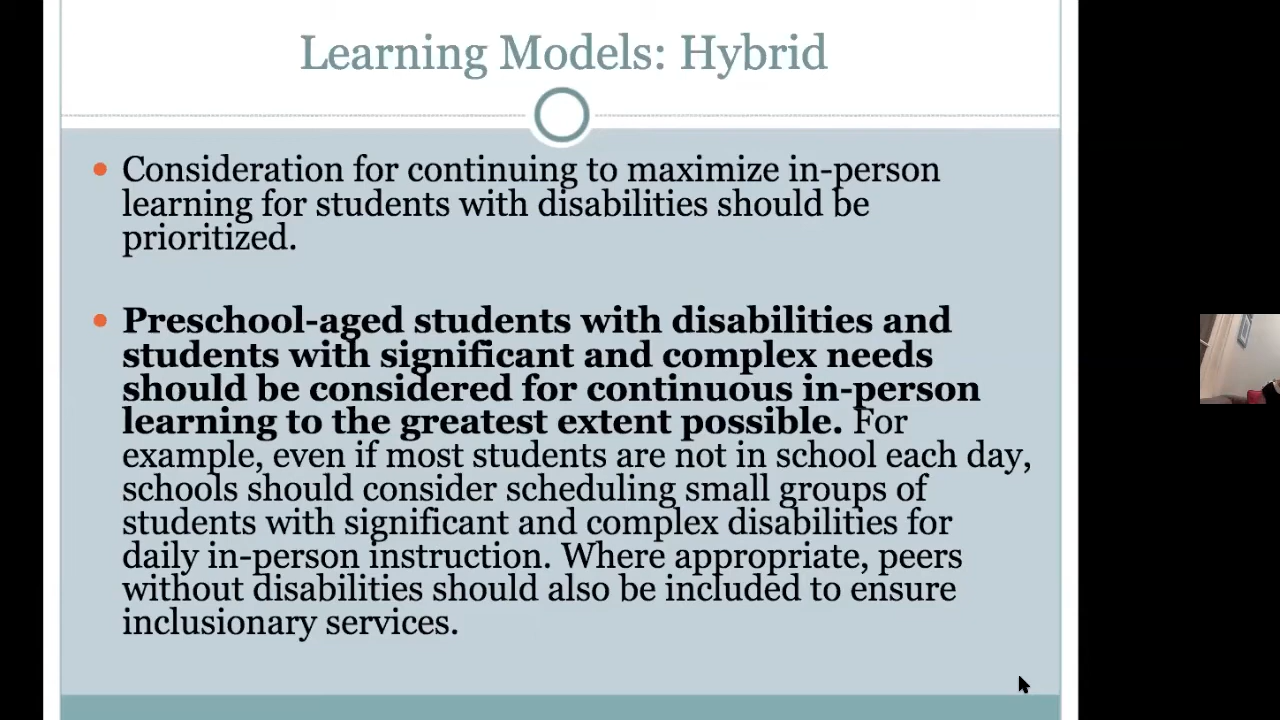 Learning Models: Hybrid
Consideration for continuing to maximize in-person
learning for students with disabilities should be
prioritized.
Preschool-aged students with disabilities and
students with significant and complex needs
should be considered for continuous in-person
learning to the greatest extent possible. For
example, even if most students are not in school each day,
schools should consider scheduling small groups of
students with significant and complex disabilities for
daily in-person instruction. Where appropriate, peers
without disabilities should also be included to ensure
inclusionary services.